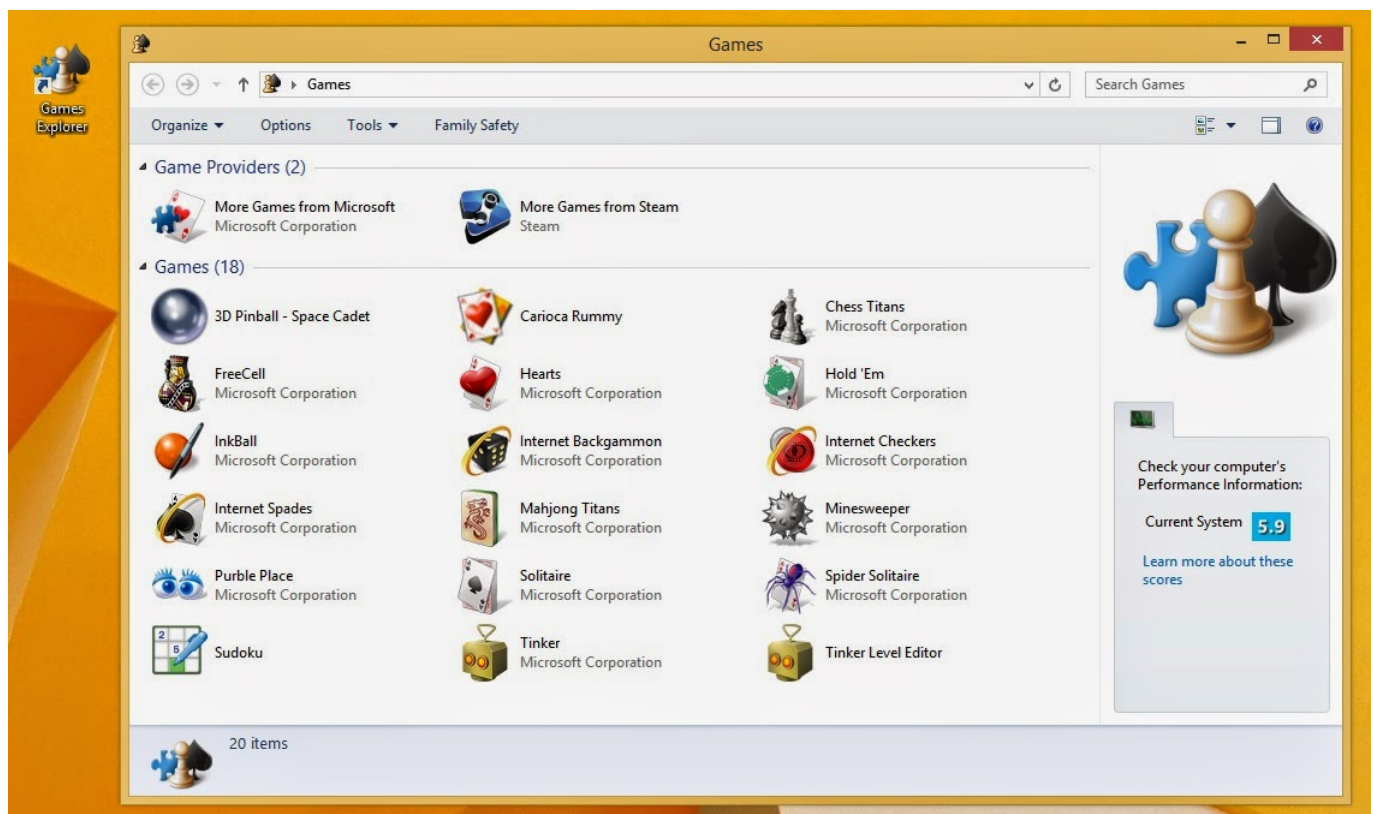 Games
Explorer
Games
Games
Search Games
Organize
Options
Tools
Family Safety
Game Providers (2)
More Games from Microsoft
Microsoft Corporation
More Games from Steam
Steam
Games (18)
3D Pinball - Space Cadet
Carioca Rummy
Chess Titans
Microsoft Corporation
FreeCell
Microsoft Corporation
Hearts
Microsoft Corporation
Hold 'Em
Microsoft Corporation
InkBall
Microsoft Corporation
Internet Backgammon
Microsoft Corporation
Internet Checkers
Microsoft Corporation
Internet Spades
Microsoft Corporation
Mahjong Titans
Microsoft Corporation
Minesweeper
Microsoft Corporation
Purble Place
Microsoft Corporation
Solitaire
Microsoft Corporation
Spider Solitaire
Microsoft Corporation
Sudoku
Tinker
Microsoft Corporation
Tinker Level Editor
Check your computer's
Performance Information:
Current System 5.9
Learn more about these
scores
20 items